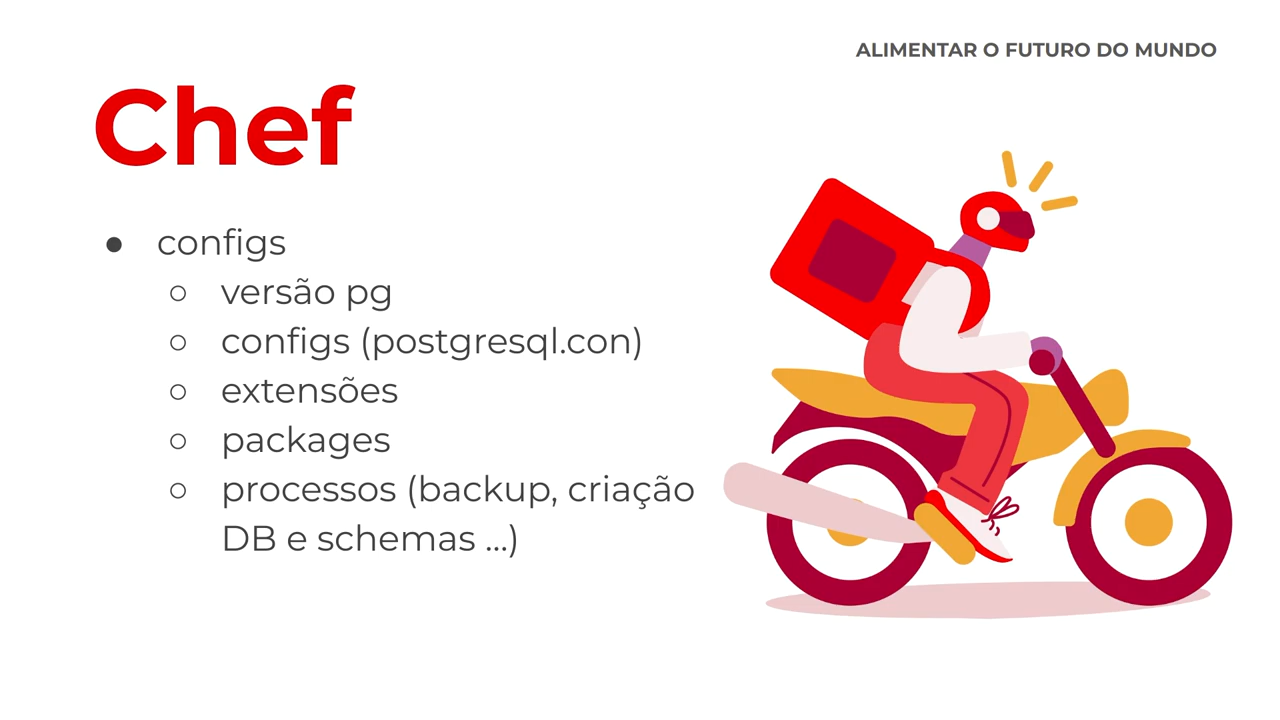 ALIMENTAR O FUTURO DO MUNDO
Chef
● configs
○ versão pg
○ configs (postgresql.con)
○ extensões
○ packages
○ processos (backup, criação
DB e schemas ...)